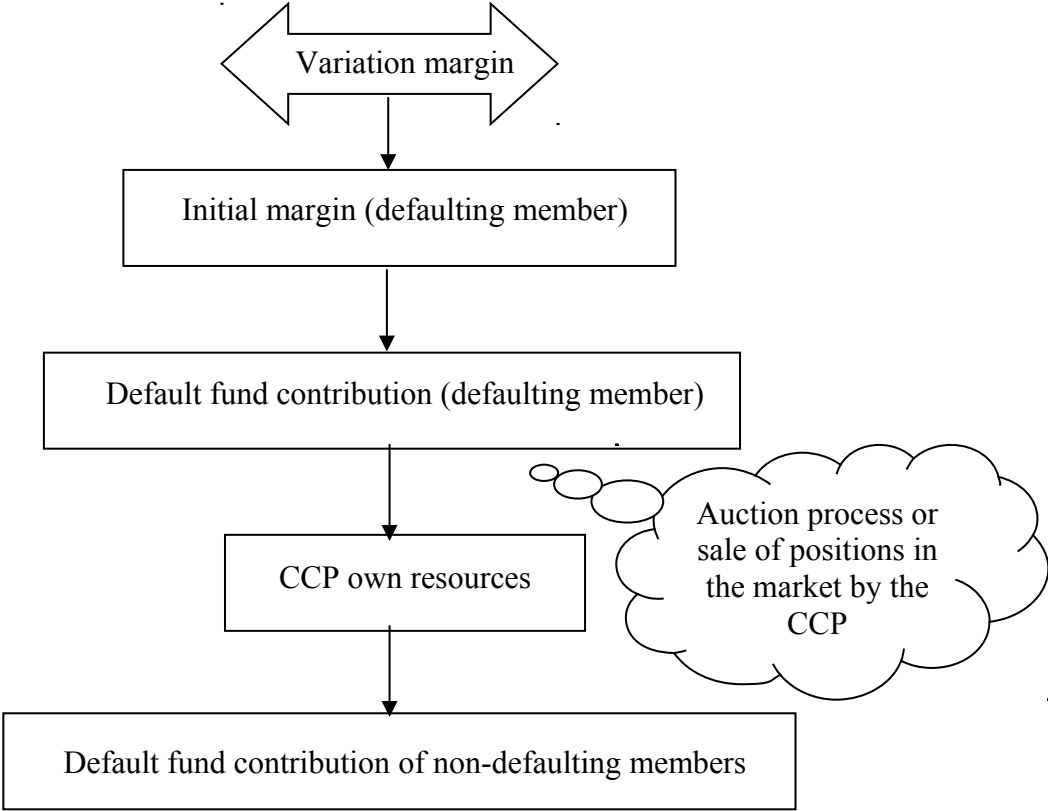 Variation margin
Initial margin (defaulting member)
Default fund contribution (defaulting member)
Auction process or
sale of positions in
the market by the
CCP
CCP own resources
Default fund contribution of non-defaulting members